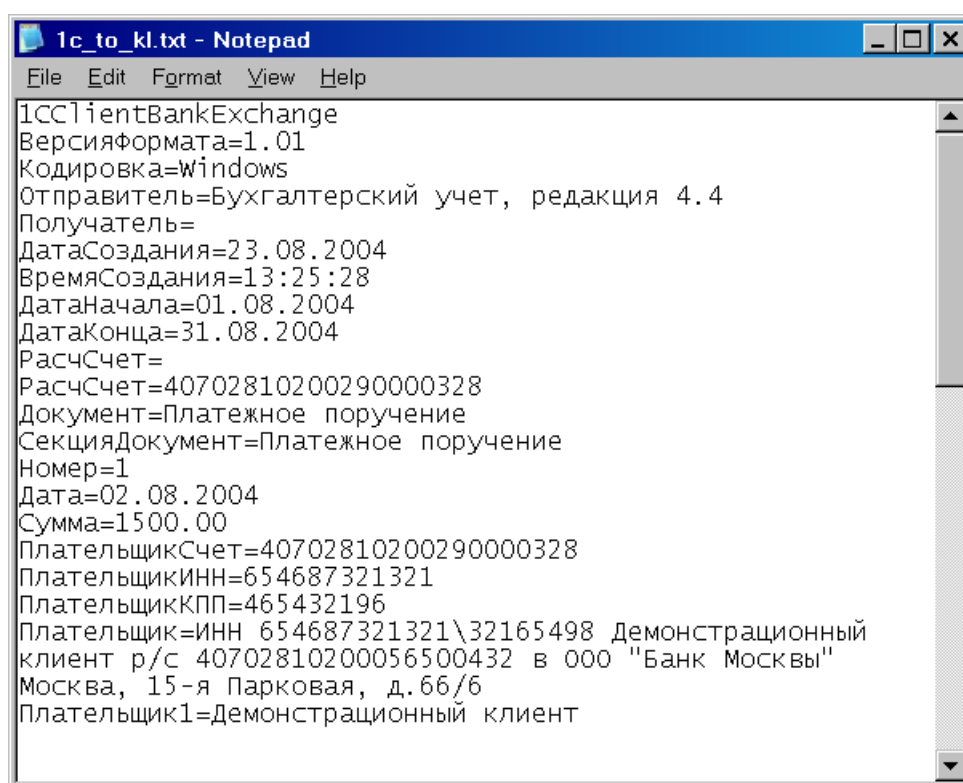 1c_to_kl.txt - Notepad
File Edit Format View Help
1CClientBankExchange
ВерсияФормата=1.01
Кодировка=Windows
Отправитель=Бухгалтерский учет, редакция 4.4
Получатель=
ДатаСоздания=23.08.2004
ВремяСоздания=13:25:28
ДатаНачала=01.08.2004
ДатаКонца=31.08.2004
РасчСчет=
РасчСчет=40702810200290000328
Документ=Платежное поручение
СекцияДокумент=Платежное поручение
Номер=1
Дата=02.08.2004
Сумма=1500.00
ПлательщикСчет=40702810200290000328
ПлательщикИНН=654687321321
ПлательщикКПП=465432196
Плательщик=ИНН 654687321321\32165498 Демонстрационный
клиент р/с 40702810200056500432 в ООО "Банк Москвы"
Москва, 15-я Парковая, д.66/6
Плательщик1=Демонстрационный клиент